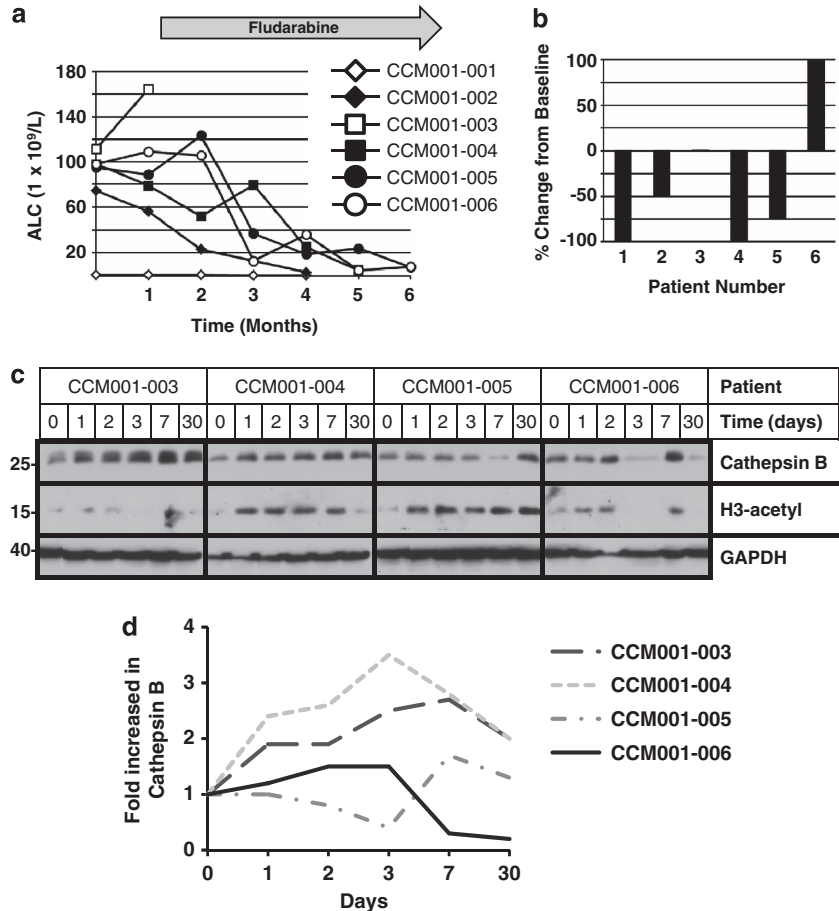 a
Fludarabine
ALC (1 x 10⁹/L)
180
140
100
60
20
1 2 3 4 5 6
Time (Months)
CCM001-001
CCM001-002
CCM001-003
CCM001-004
CCM001-005
CCM001-006
b
% Change from Baseline
100
50
0
-50
-100
1 2 3 4 5 6
Patient Number
c
CCM001-003 CCM001-004 CCM001-005 CCM001-006 Patient
0 1 2 3 7 30 0 1 2 3 7 30 0 1 2 3 7 30 0 1 2 3 7 30 Time (days)
25- Cathepsin B
15- H3-acetyl
40- GAPDH
d
Fold increased in
Cathepsin B
4
3
2
1
0
0 1 2 3 7 30
Days
CCM001-003
CCM001-004
CCM001-005
CCM001-006